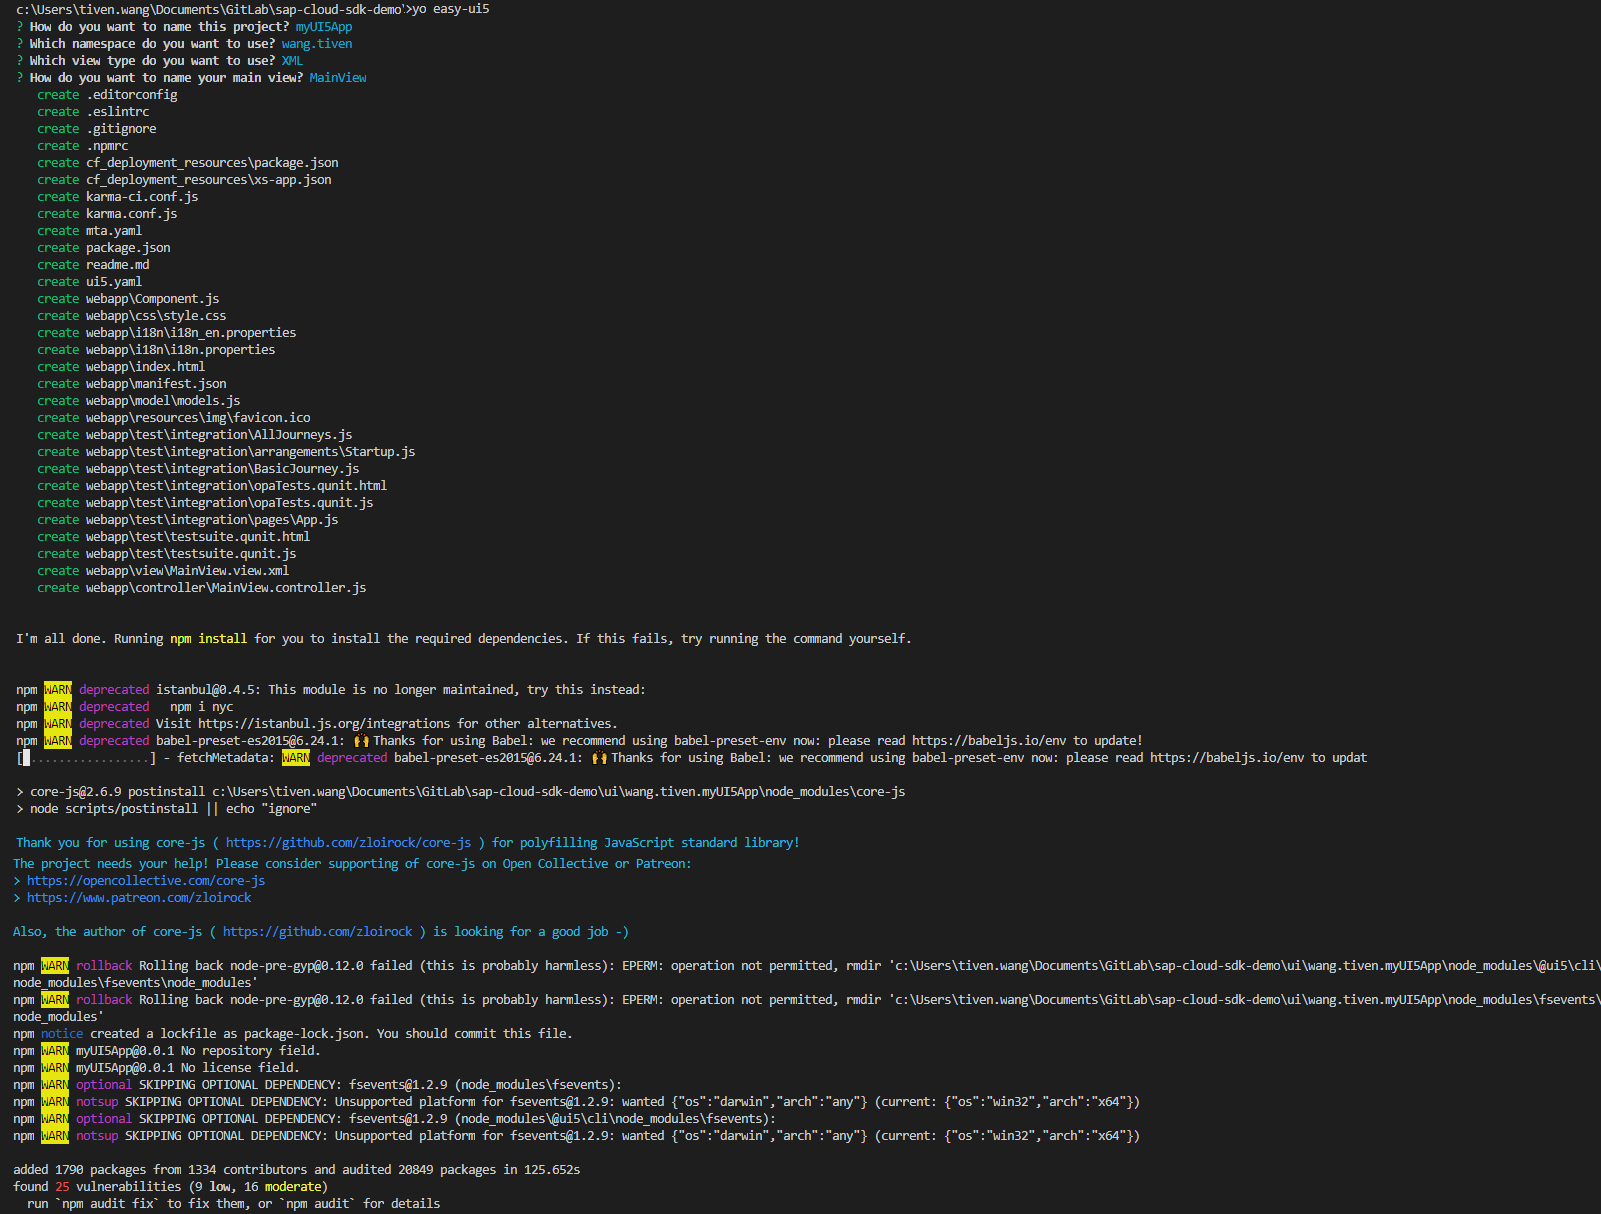 c:\Users\tiven.wang\Documents\GitLab\sap-cloud-sdk-demo>yo easy-ui5
? How do you want to name this project? myUI5App
? Which namespace do you want to use? wang.tiven
? Which view type do you want to use? XML
? How do you want to name your main view? MainView
create .editorconfig
create .eslintrc
create .gitignore
create .npmrc
create cf_deployment_resources\package.json
create cf_deployment_resources\xs-app.json
create karma-ci.conf.js
create karma.conf.js
create mta.yaml
create package.json
create readme.md
create ui5.yaml
create webapp\Component.js
create webapp\css\style.css
create webapp\i18n\i18n_en.properties
create webapp\i18n\i18n.properties
create webapp\index.html
create webapp\manifest.json
create webapp\model\models.js
create webapp\resources\img\favicon.ico
create webapp\test\integration\AllJourneys.js
create webapp\test\integration\arrangements\Startup.js
create webapp\test\integration\BasicJourney.js
create webapp\test\integration\opaTests.qunit.html
create webapp\test\integration\opaTests.qunit.js
create webapp\test\integration\pages\App.js
create webapp\test\testsuite.qunit.html
create webapp\test\testsuite.qunit.js
create webapp\view\MainView.view.xml
create webapp\controller\MainView.controller.js
I'm all done. Running npm install for you to install the required dependencies. If this fails, try running the command yourself.
npm WARN deprecated istanbul@0.4.5: This module is no longer maintained, try this instead:
npm WARN deprecated   npm i nyc
npm WARN deprecated Visit https://istanbul.js.org/integrations for other alternatives.
npm WARN deprecated babel-preset-es2015@6.24.1: 🙌 Thanks for using Babel: we recommend using babel-preset-env now: please read https://babeljs.io/env to update!
[ .................] - fetchMetadata: WARN deprecated babel-preset-es2015@6.24.1: 🙌 Thanks for using Babel: we recommend using babel-preset-env now: please read https://babeljs.io/env to updat
> core-js@2.6.9 postinstall c:\Users\tiven.wang\Documents\GitLab\sap-cloud-sdk-demo\ui\wang.tiven.myUI5App\node_modules\core-js
> node scripts/postinstall || echo "ignore"
Thank you for using core-js ( https://github.com/zloirock/core-js ) for polyfilling JavaScript standard library!
The project needs your help! Please consider supporting of core-js on Open Collective or Patreon:
> https://opencollective.com/core-js
> https://www.patreon.com/zloirock
Also, the author of core-js ( https://github.com/zloirock ) is looking for a good job -)
npm WARN rollback Rolling back node-pre-gyp@0.12.0 failed (this is probably harmless): EPERM: operation not permitted, rmdir 'c:\Users\tiven.wang\Documents\GitLab\sap-cloud-sdk-demo\ui\wang.tiven.myUI5App\node_modules\@ui5\cli\
node_modules\fsevents\node_modules'
npm WARN rollback Rolling back node-pre-gyp@0.12.0 failed (this is probably harmless): EPERM: operation not permitted, rmdir 'c:\Users\tiven.wang\Documents\GitLab\sap-cloud-sdk-demo\ui\wang.tiven.myUI5App\node_modules\fsevents\
node_modules'
npm notice created a lockfile as package-lock.json. You should commit this file.
npm WARN myUI5App@0.0.1 No repository field.
npm WARN myUI5App@0.0.1 No license field.
npm WARN optional SKIPPING OPTIONAL DEPENDENCY: fsevents@1.2.9 (node_modules\fsevents):
npm WARN notsup SKIPPING OPTIONAL DEPENDENCY: Unsupported platform for fsevents@1.2.9: wanted {"os":"darwin","arch":"any"} (current: {"os":"win32","arch":"x64"})
npm WARN optional SKIPPING OPTIONAL DEPENDENCY: fsevents@1.2.9 (node_modules\@ui5\cli\node_modules\fsevents):
npm WARN notsup SKIPPING OPTIONAL DEPENDENCY: Unsupported platform for fsevents@1.2.9: wanted {"os":"darwin","arch":"any"} (current: {"os":"win32","arch":"x64"})
added 1790 packages from 1334 contributors and audited 20849 packages in 125.652s
found 25 vulnerabilities (9 low, 16 moderate)
run `npm audit fix` to fix them, or `npm audit` for details